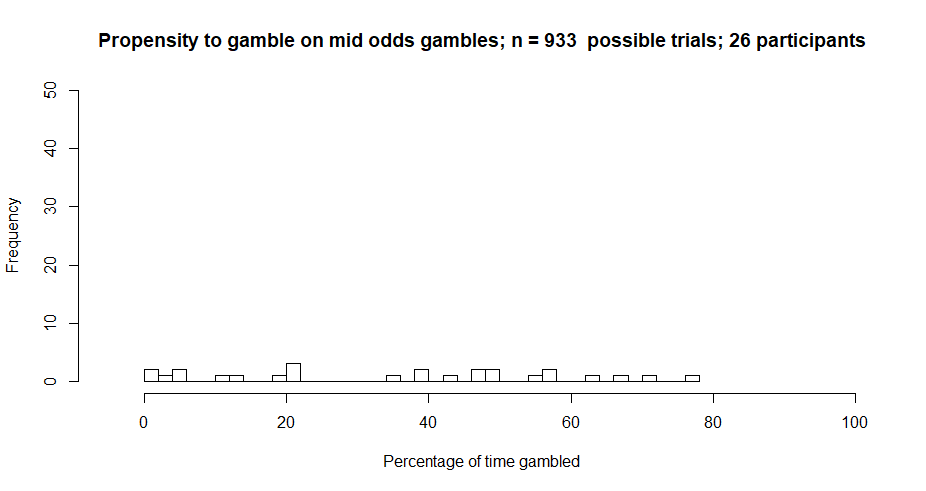 Propensity to gamble on mid odds gambles; n = 933  possible trials; 26 participants
50
40
30
20
10
0
Frequency
0 20 40 60 80 100
Percentage of time gambled